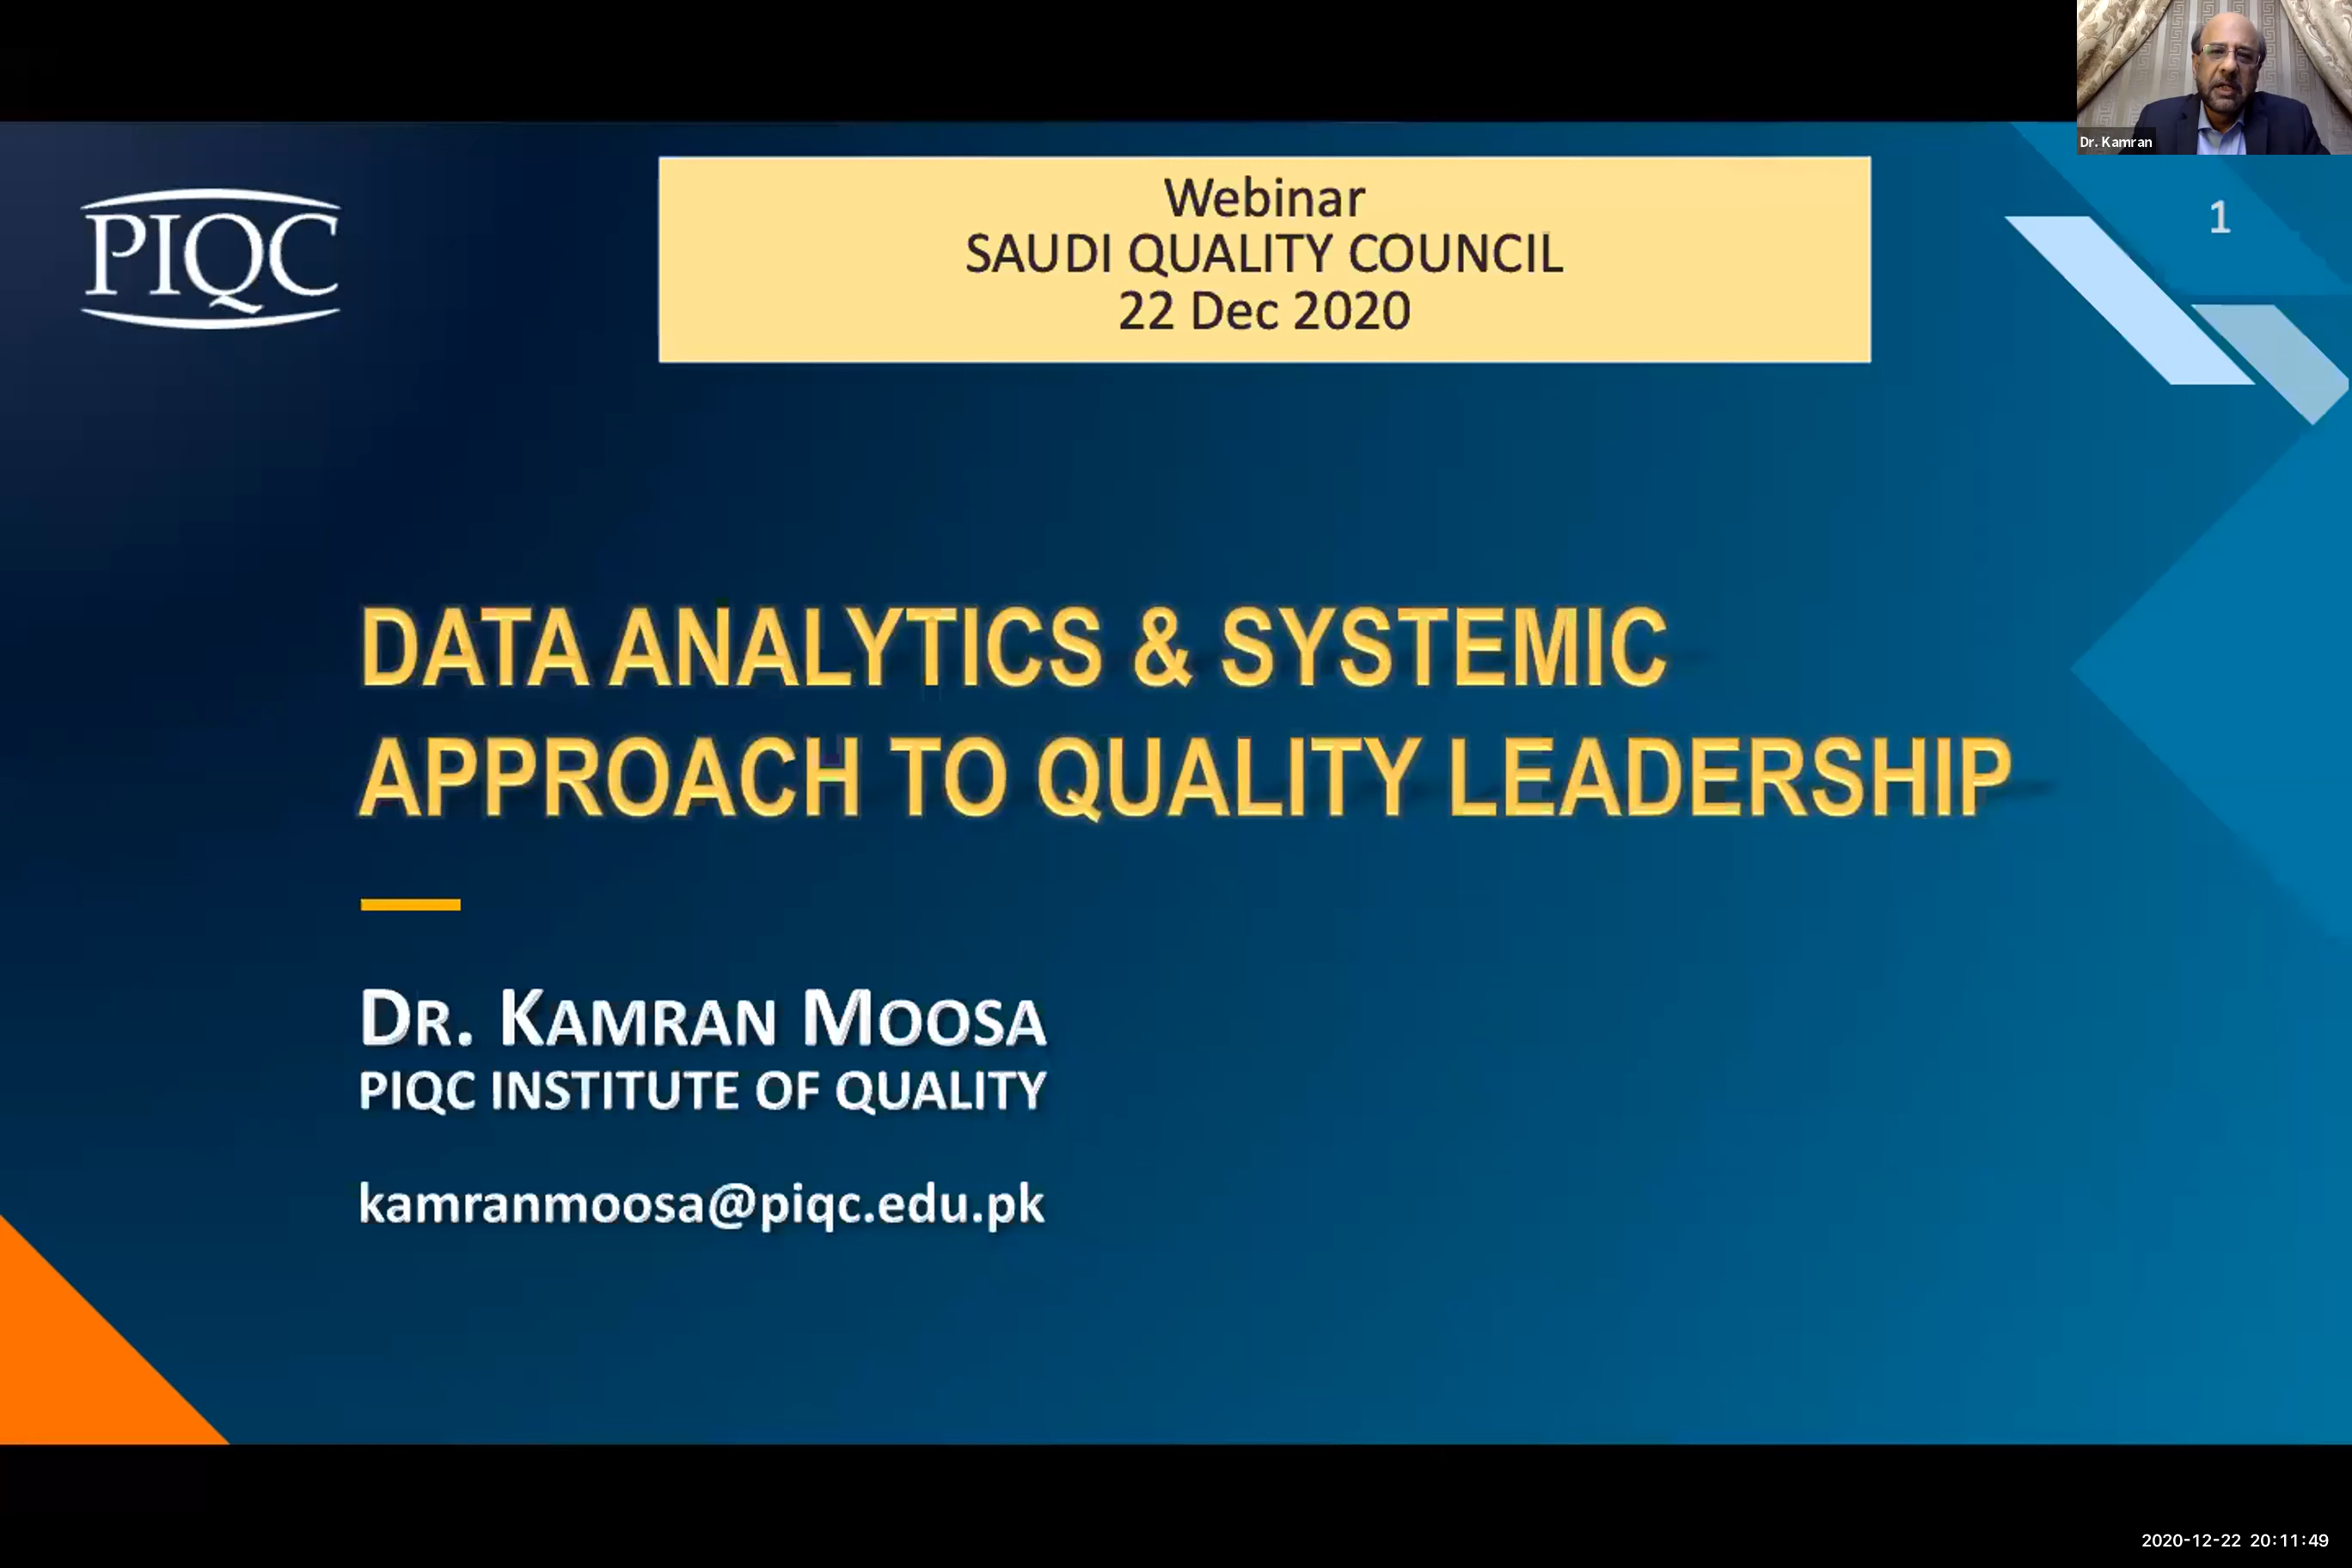 Dr. Kamran
PIQC
Webinar
SAUDI QUALITY COUNCIL
22 Dec 2020
1
DATA ANALYTICS & SYSTEMIC
APPROACH TO QUALITY LEADERSHIP
DR. KAMRAN MOOSA
PIQC INSTITUTE OF QUALITY
kamranmoosa@piqc.edu.pk
2020-12-22 20:11:49